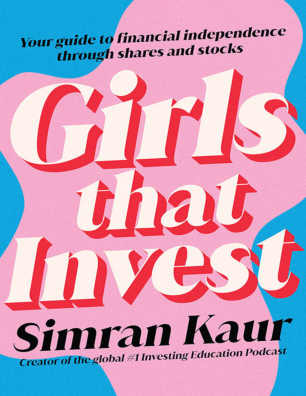 Your guide to financial independence
through shares and stocks
Girls
that
Invest
Simran Kaur
Creator of the global #1 Investing Education Podcast